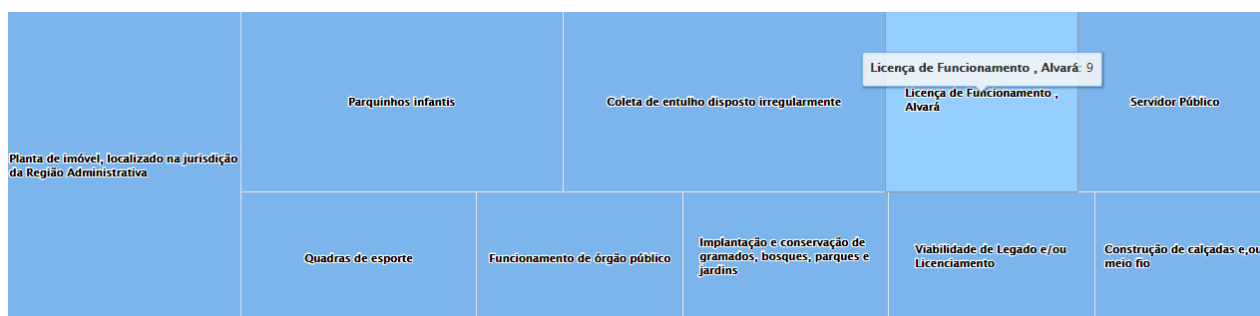 Planta de imóvel, localizado na jurisdição
da Região Administrativa
Parquinhos infantis
Coleta de entulho disposto irregularmente
Licença de Funcionamento , Alvará: 9
Licença de Funcionamento ,
Alvará
Servidor Público
Quadras de esporte
Funcionamento de órgão público
Implantação e conservação de
gramados, bosques, parques e
jardins
Viabilidade de Legado e/ou
Licenciamento
Construção de calçadas e,ou
meio fio